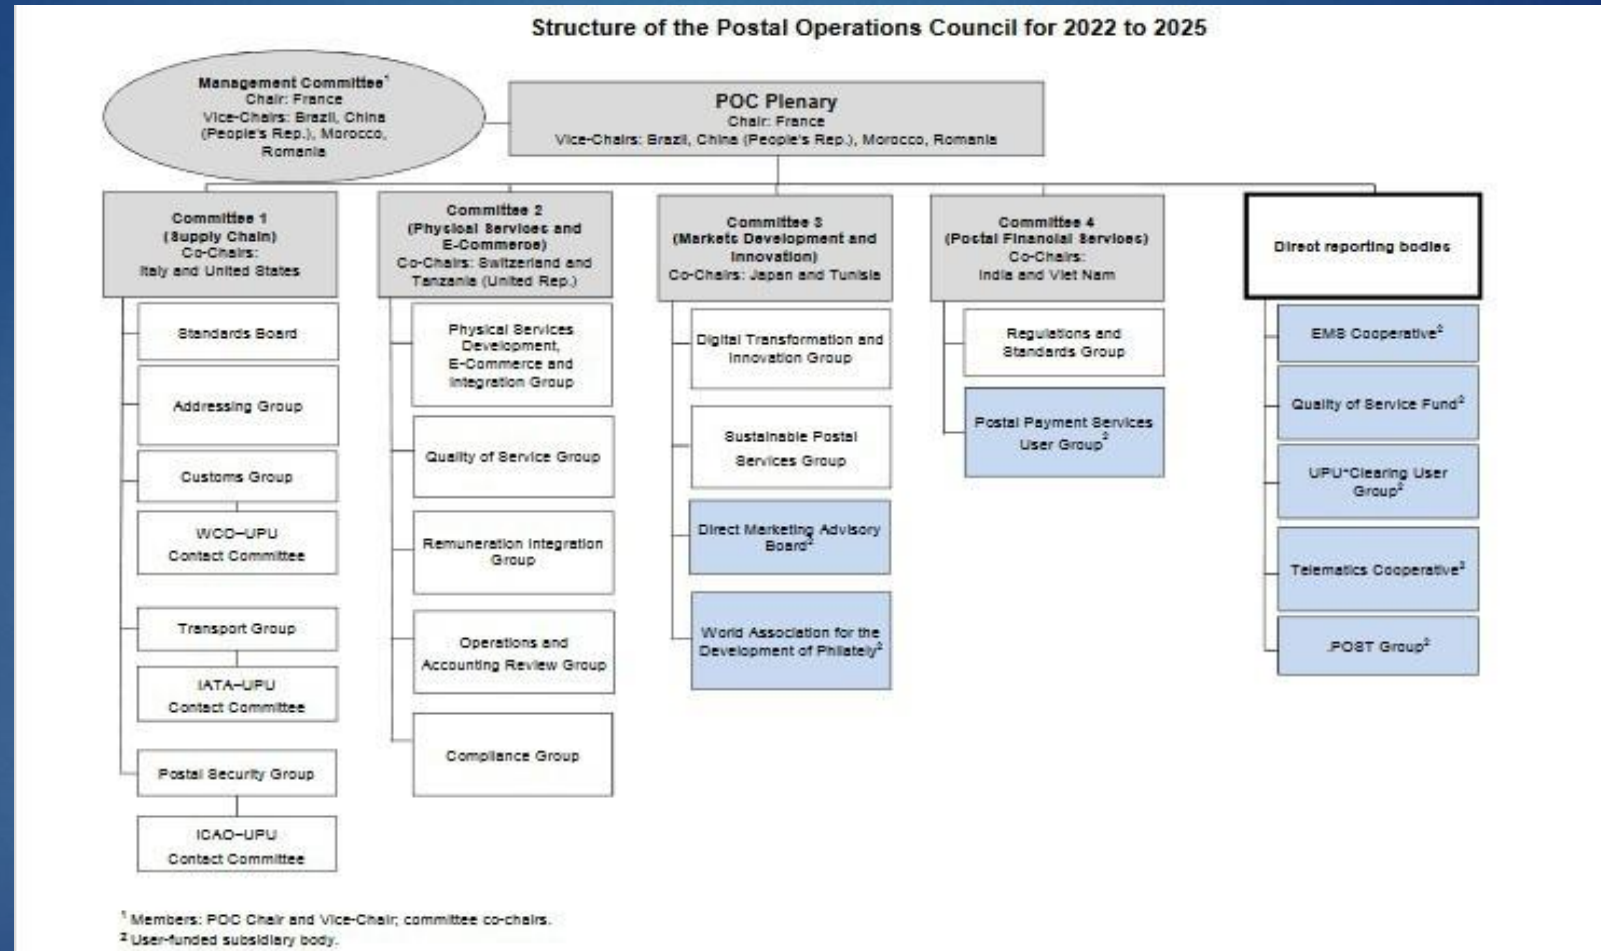 Structure of the Postal Operations Council for 2022 to 2025
Management Committee¹
Chair: France
Vice-Chairs: Brazil, China
(People's Rep.), Morocco,
Romania
POC Plenary
Chair: France
Vice-Chairs: Brazil, China (People's Rep.), Morocco, Romania
Committee 1
(Supply Chain)
Co-Chairs:
Italy and United States
Standards Board
Addressing Group
Customs Group
WCO–UPU
Contact Committee
Transport Group
IATA–UPU
Contact Committee
Postal Security Group
ICAO–UPU
Contact Committee
Committee 2
(Physical Services and
E-Commerce)
Co-Chairs: Switzerland and
Tanzania (United Rep.)
Physical Services
Development,
E-Commerce and
Integration Group
Quality of Service Group
Remuneration Integration
Group
Operations and
Accounting Review Group
Compliance Group
Committee 3
(Markets Development and
Innovation)
Co-Chairs: Japan and Tunisia
Digital Transformation and
Innovation Group
Sustainable Postal
Services Group
Direct Marketing Advisory
Board²
World Association for the
Development of Philately²
Committee 4
(Postal Financial Services)
Co-Chairs:
India and Viet Nam
Regulations and
Standards Group
Postal Payment Services
User Group²
Direct reporting bodies
EMS Cooperative²
Quality of Service Fund²
UPU*Clearing User
Group²
Telematics Cooperative²
.POST Group²
¹ Members: POC Chair and Vice-Chair; committee co-chairs.
² User-funded subsidiary body.